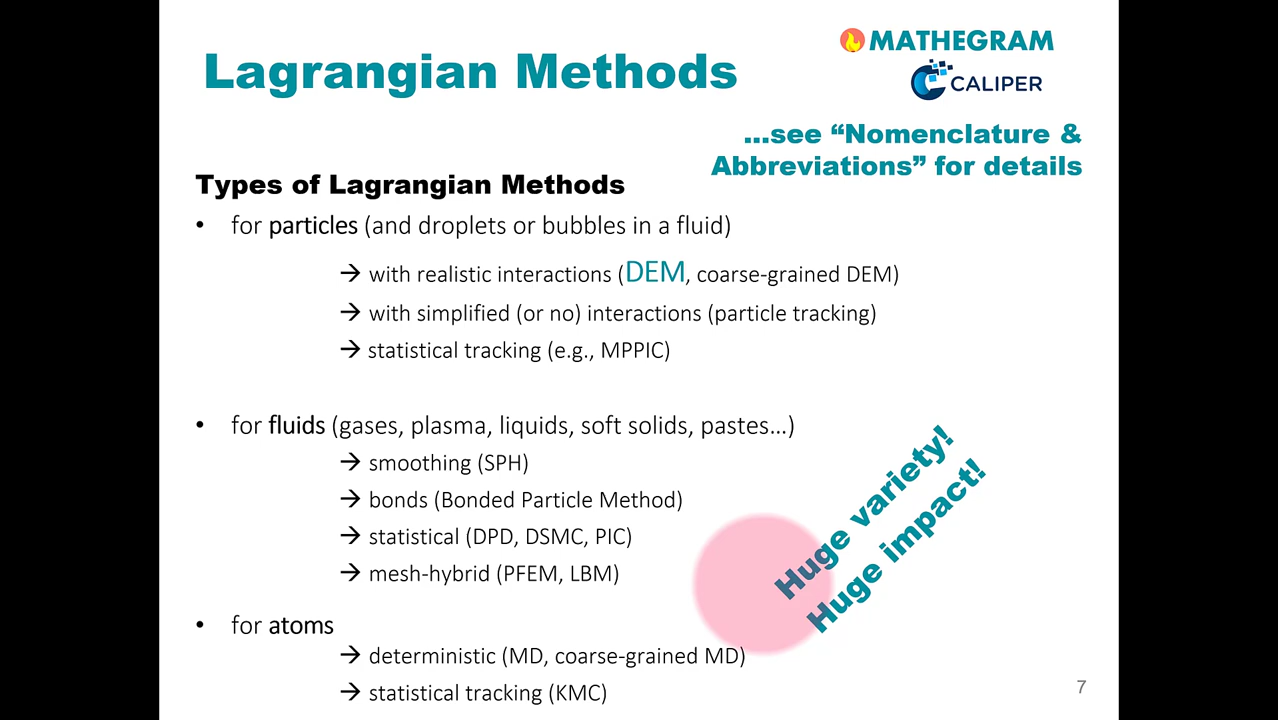 Lagrangian Methods
MATHEGRAM
CALIPER
...see “Nomenclature &
Abbreviations” for details
Types of Lagrangian Methods
• for particles (and droplets or bubbles in a fluid)
→ with realistic interactions (DEM, coarse-grained DEM)
→ with simplified (or no) interactions (particle tracking)
→ statistical tracking (e.g., MPPIC)
• for fluids (gases, plasma, liquids, soft solids, pastes...)
→ smoothing (SPH)
→ bonds (Bonded Particle Method)
→ statistical (DPD, DSMC, PIC)
→ mesh-hybrid (PFEM, LBM)
Huge variety!
Huge impact!
• for atoms
→ deterministic (MD, coarse-grained MD)
→ statistical tracking (KMC)
7